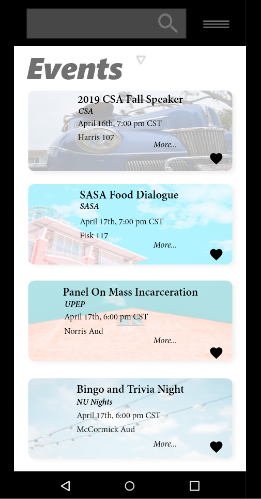 Events
2019 CSA Fall Speaker
CSA
April 16th, 7:00 pm CST
Harris 107
More...
SASA Food Dialogue
SASA
April 17th, 7:00 pm CST
Fisk 117
More...
Panel On Mass Incarceration
UPEP
April 17th, 6:00 pm CST
Norris Aud
More...
Bingo and Trivia Night
NU Nights
April 17th, 6:00 pm CST
McCormick Aud
More...